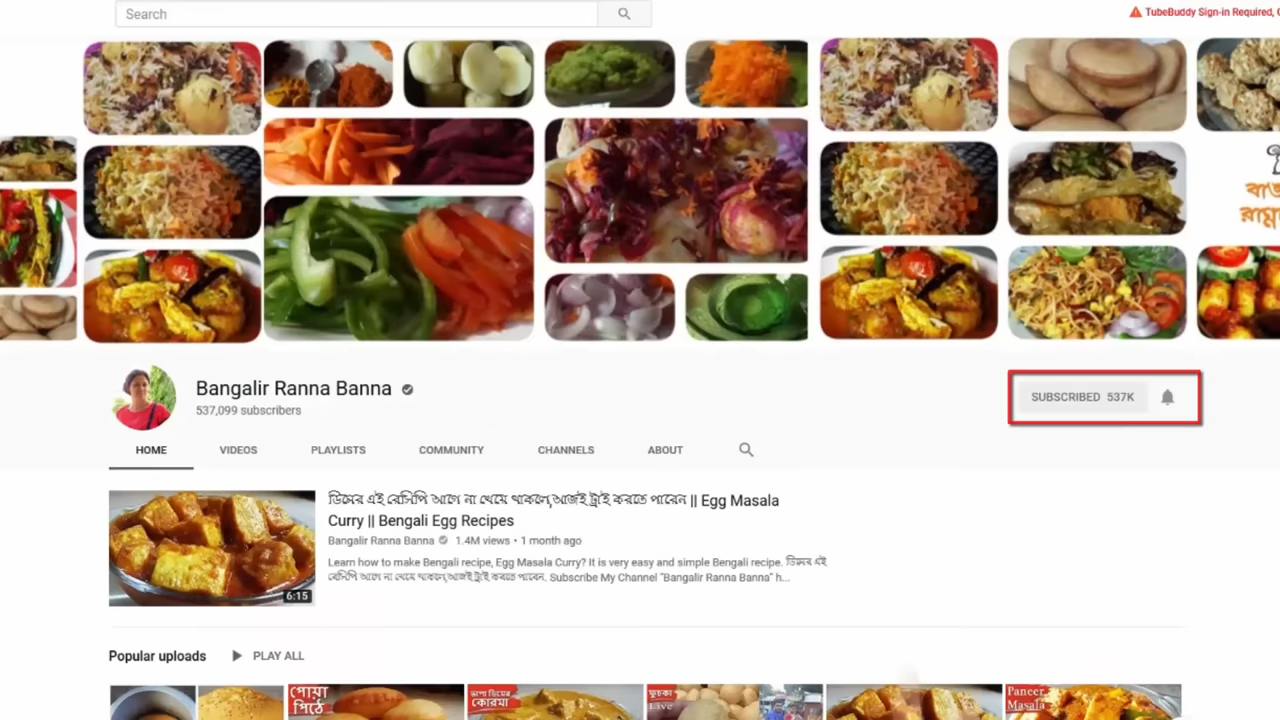 Search
TubeBuddy Sign-in Required,
Bangalir Ranna Banna
537,099 subscribers
SUBSCRIBED 537K
HOME VIDEOS PLAYLISTS COMMUNITY CHANNELS ABOUT
ডিমের এই রেসিপি আগে না খেয়ে থাকলে,আজই ট্রাই করতে পারেন || Egg Masala
Curry || Bengali Egg Recipes
Bangalir Ranna Banna 1.4M views • 1 month ago
Learn how to make Bengali recipe, Egg Masala Curry? It is very easy and simple Bengali recipe. ডিমের এই
রেসিপি আগে না খেয়ে থাকলে,আজই ট্রাই করতে পারেন. Subscribe My Channel "Bangalir Ranna Banna" h...
6:15
Popular uploads PLAY ALL
পোয়া
পিঠে
ভাপা ডিমের
কোরমা
ফুচকা
Live
Paneer
Masala